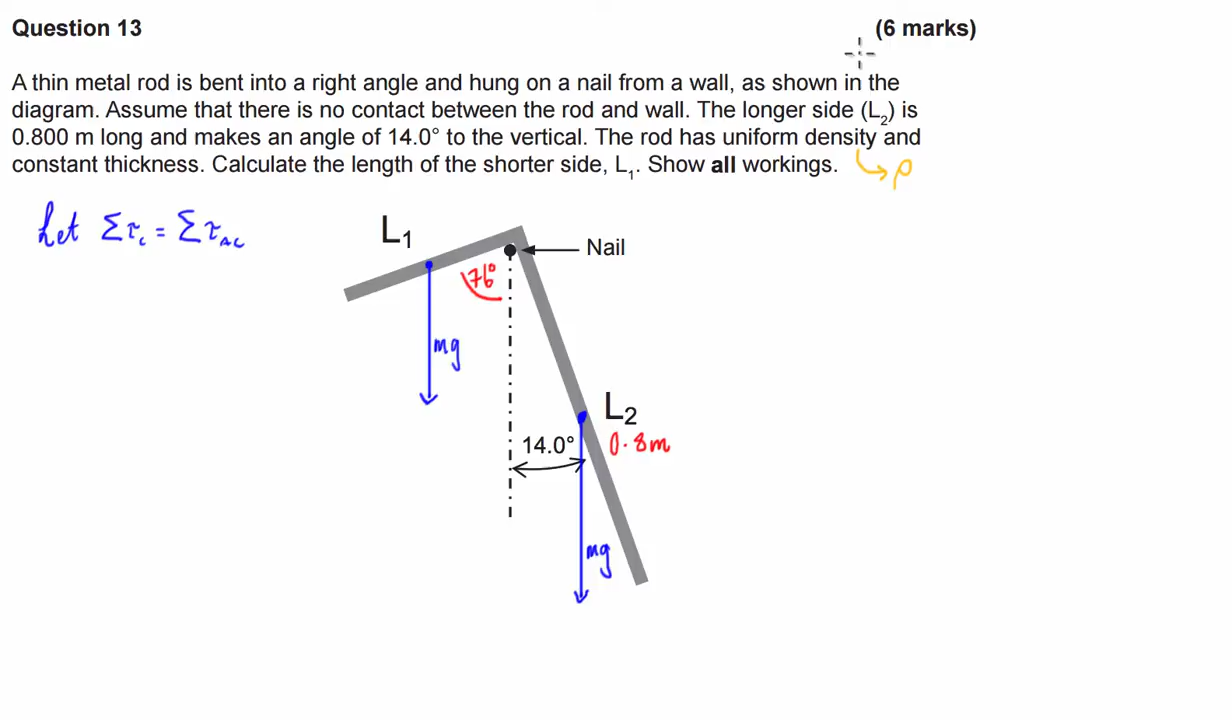 Question 13 (6 marks)
A thin metal rod is bent into a right angle and hung on a nail from a wall, as shown in the
diagram. Assume that there is no contact between the rod and wall. The longer side (L₂) is
0.800 m long and makes an angle of 14.0° to the vertical. The rod has uniform density and
constant thickness. Calculate the length of the shorter side, L₁. Show all workings.
ρ
Let Στc = Στac
L₁
Nail
76°
mg
L₂
14.0° 0.8m
mg